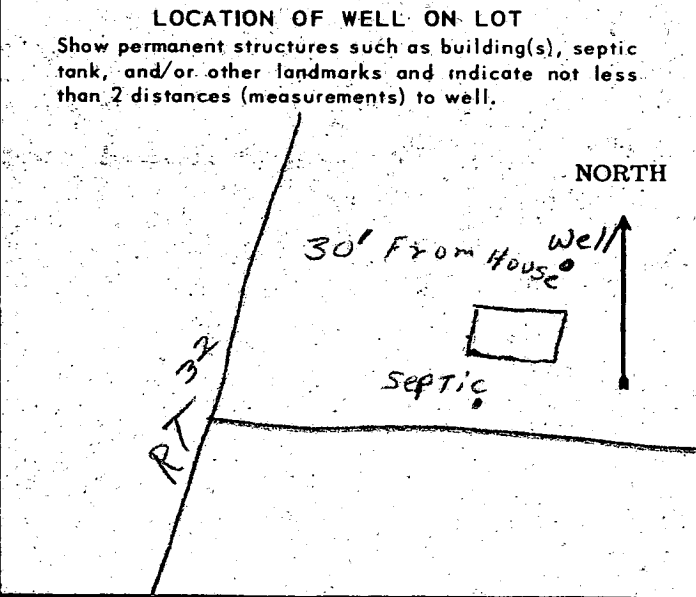 LOCATION OF WELL ON LOT
Show permanent structures such as building(s), septic
tank, and/or other landmarks and indicate not less
than 2 distances (measurements) to well.
NORTH
Well
30' From House
RT 32
Septic